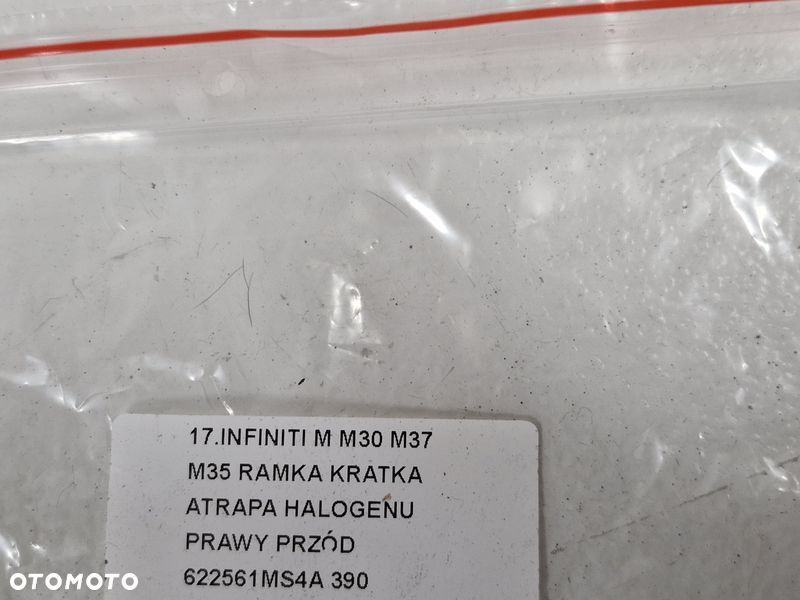 17.INFINITI M M30 M37
M35 RAMKA KRATKA
ATRAPA HALOGENU
PRAWY PRZÓD
622561MS4A 390
OTOMOTO